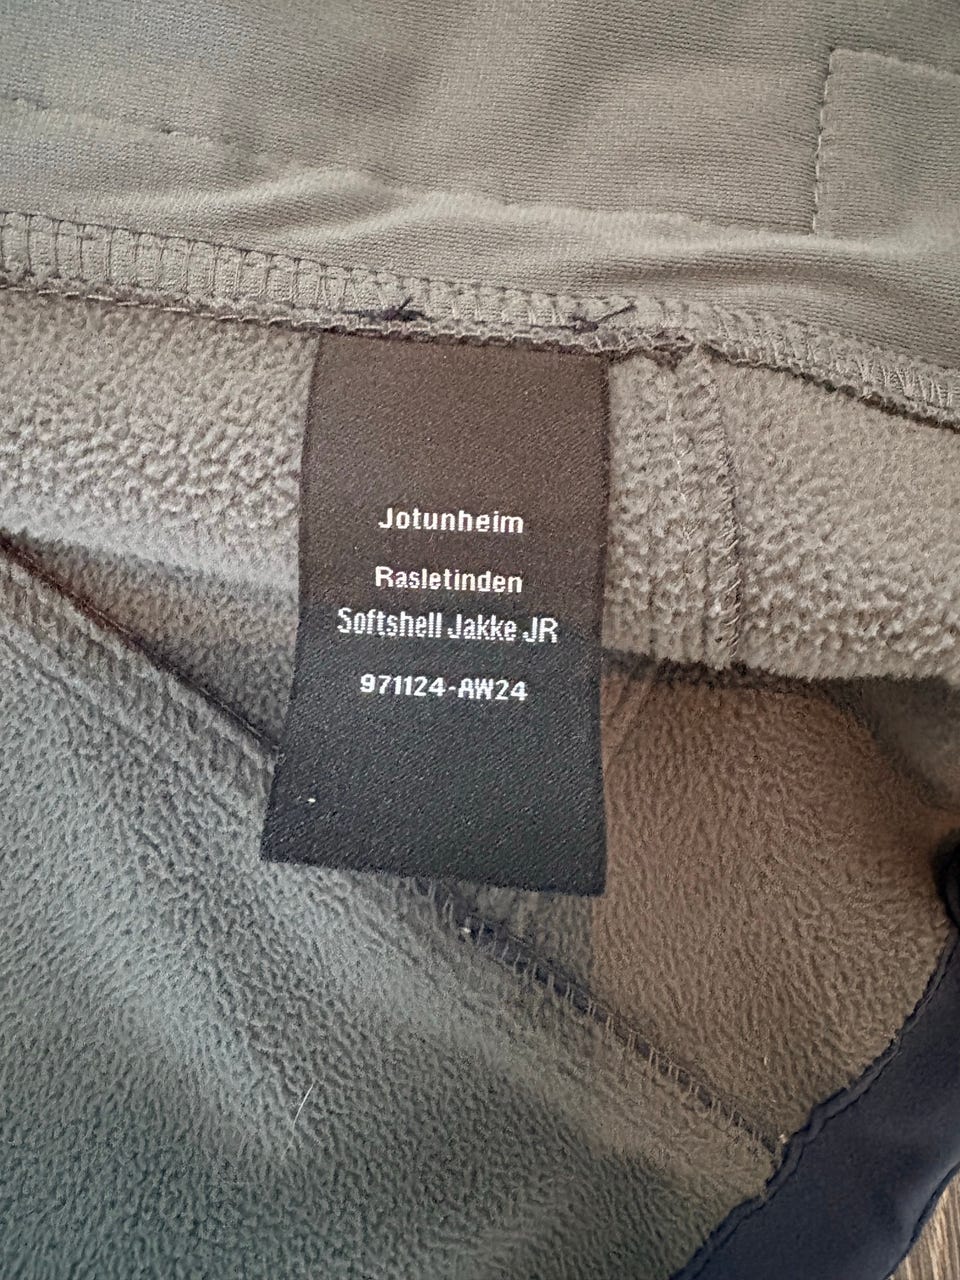 Jotunheim
Rasletinden
Softshell Jakke JR
971124-AW24